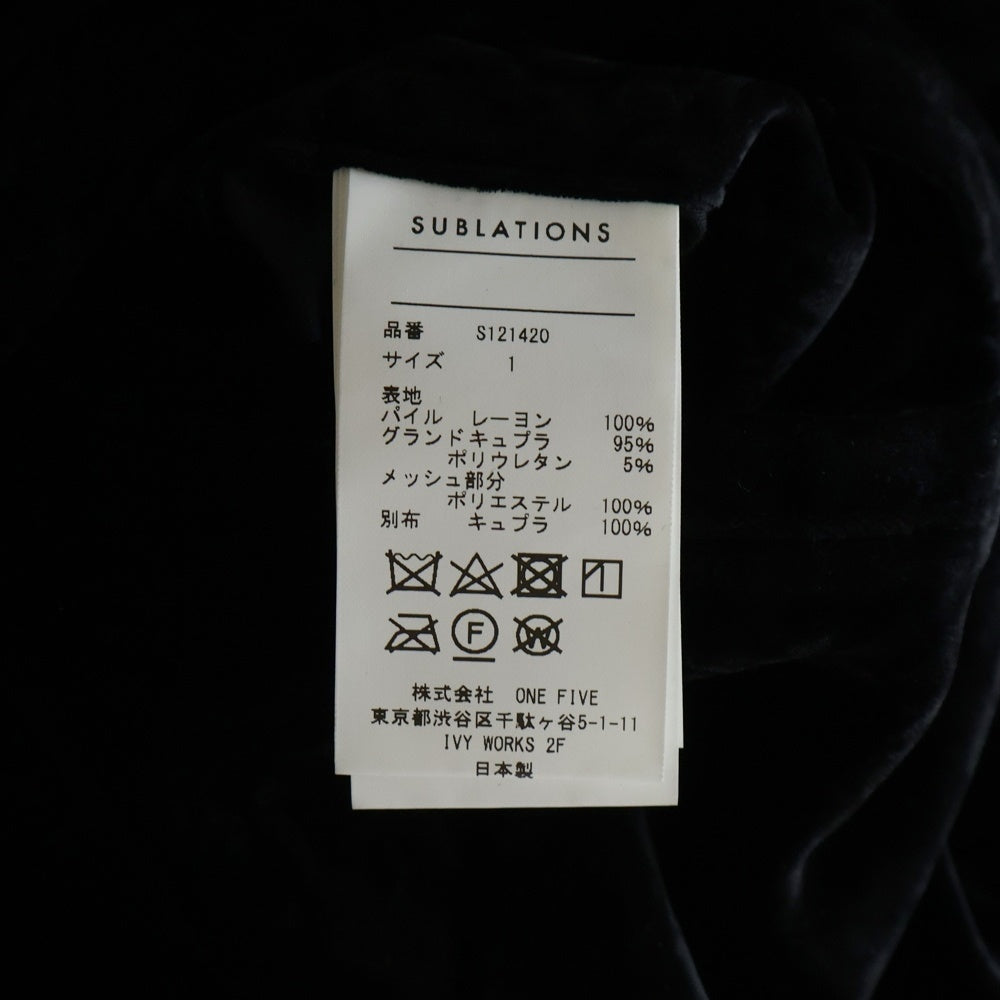 SUBLATIONS
品番 S121420
サイズ 1
表地
パイル レーヨン 100%
グランドキュプラ 95%
ポリウレタン 5%
メッシュ部分
ポリエステル 100%
別布 キュプラ 100%
F W
株式会社 ONE FIVE
東京都渋谷区千駄ヶ谷5-1-11
IVY WORKS 2F
日本製